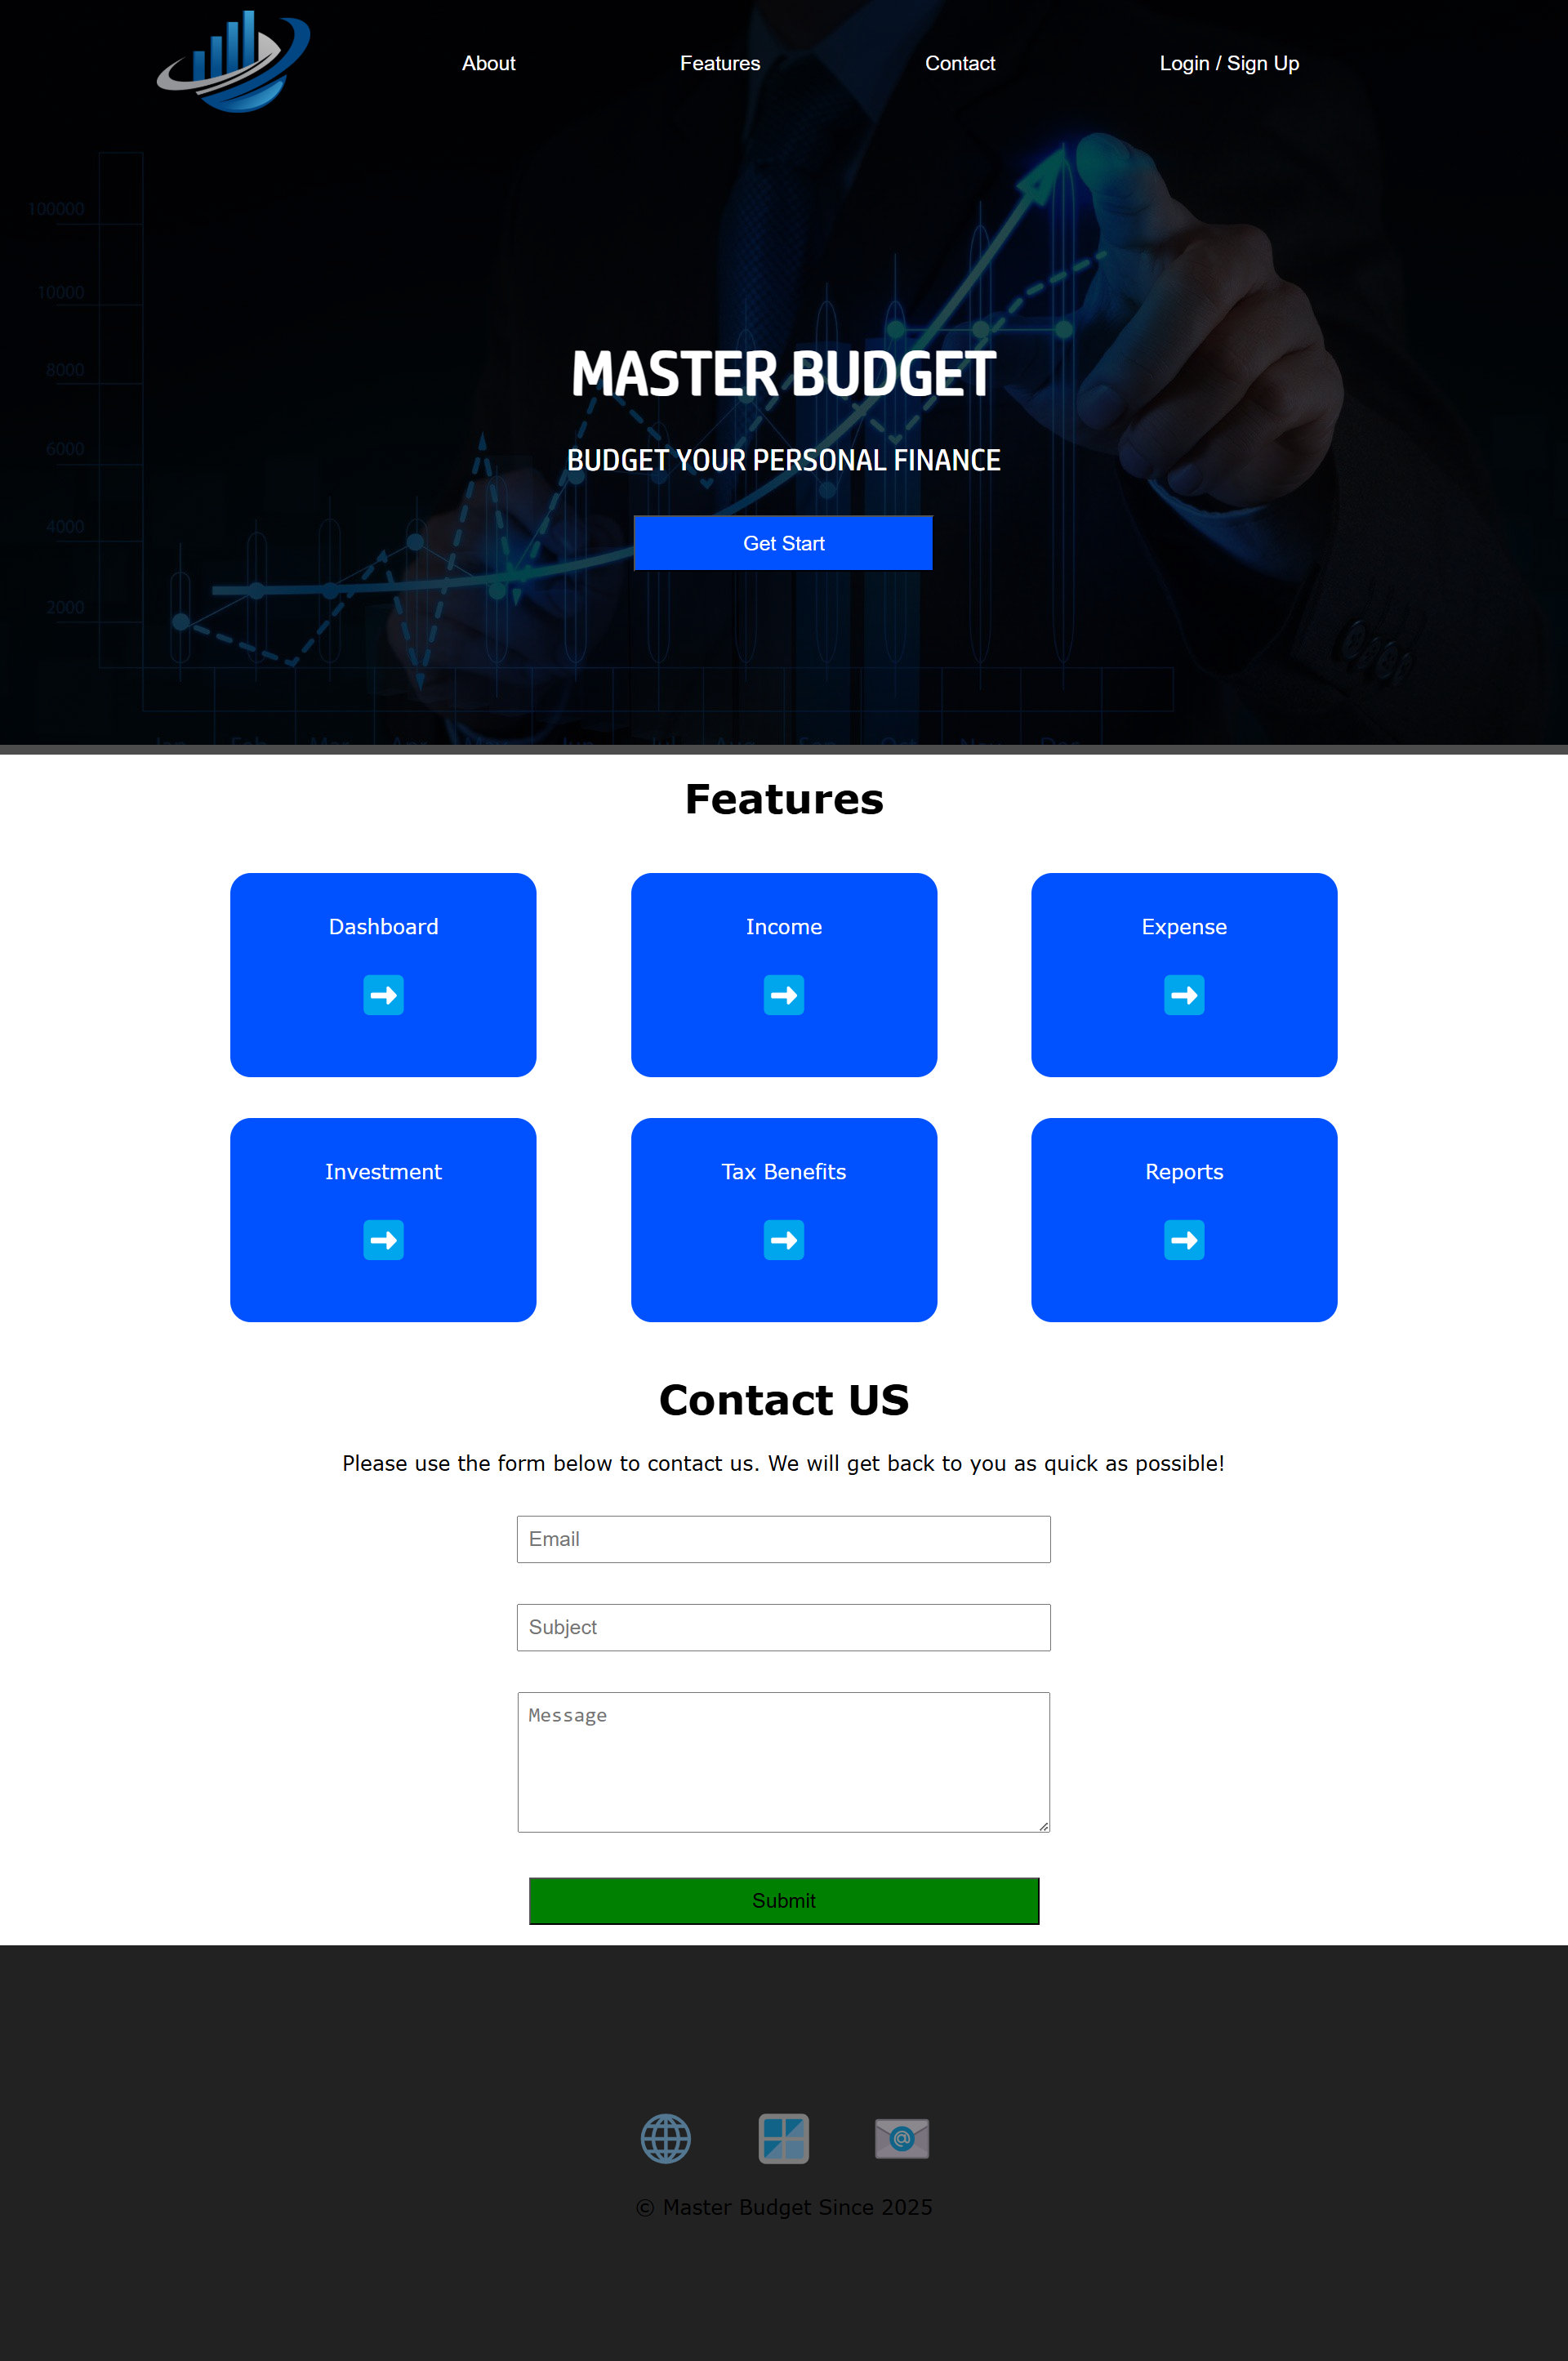 About
Features
Contact
Login / Sign Up
100000
10000
8000
6000
4000
2000
MASTER BUDGET
BUDGET YOUR PERSONAL FINANCE
Get Start
Features
Dashboard
Income
Expense
Investment
Tax Benefits
Reports
Contact US
Please use the form below to contact us. We will get back to you as quick as possible!
Email
Subject
Message
Submit
© Master Budget Since 2025